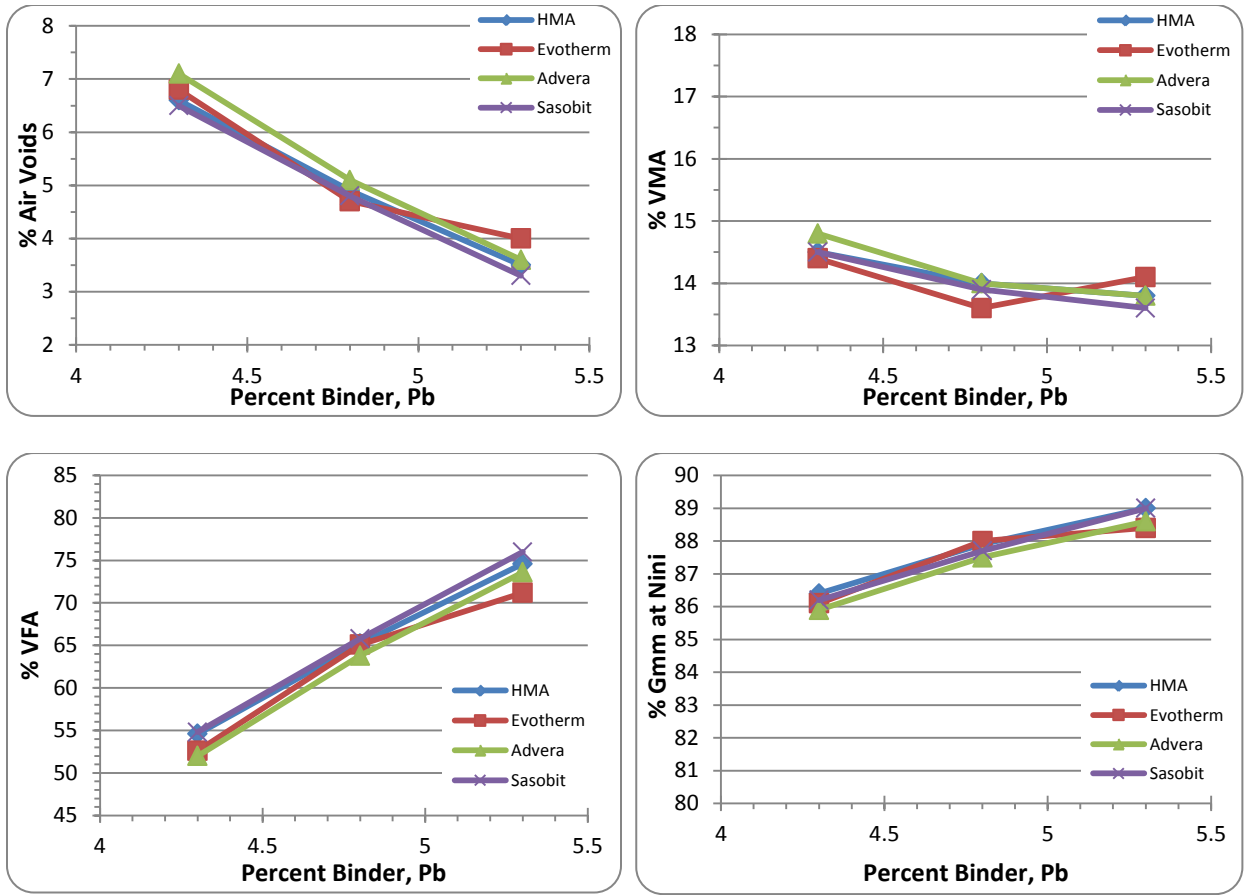 % Air Voids
8
7
6
5
4
3
2
4
4.5
5
5.5
Percent Binder, Pb
HMA
Evotherm
Advera
Sasobit
% VMA
18
17
16
15
14
13
4
4.5
5
5.5
Percent Binder, Pb
HMA
Evotherm
Advera
Sasobit
% VFA
85
80
75
70
65
60
55
50
45
4
4.5
5
5.5
Percent Binder, Pb
HMA
Evotherm
Advera
Sasobit
% Gmm at Nini
90
89
88
87
86
85
84
83
82
81
80
4
4.5
5
5.5
Percent Binder, Pb
HMA
Evotherm
Advera
Sasobit